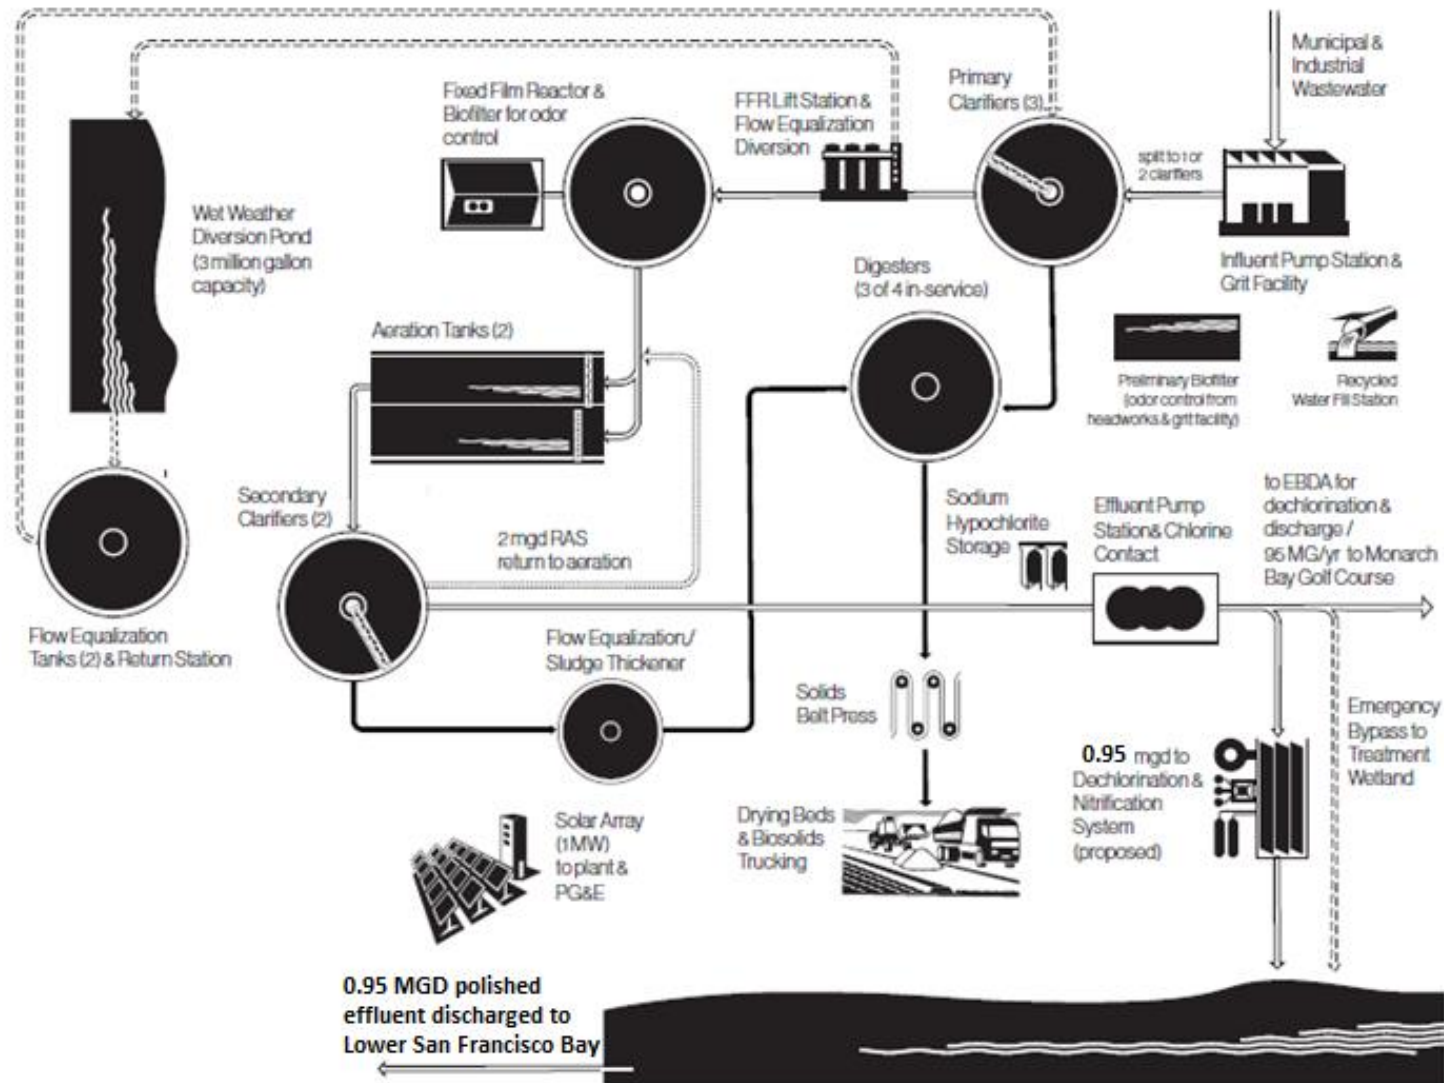 Municipal &
Industrial
Wastewater
Primary
Clarifiers (3)
FFR Lift Station &
Flow Equalization
Diversion
Fixed Film Reactor &
Biofilter for odor
control
split to 1 or
2 clarifiers
Wet Weather
Diversion Pond
(3 million gallon
capacity)
Influent Pump Station &
Grit Facility
Digesters
(3 of 4 in-service)
Aeration Tanks (2)
Preliminary Biofilter
(odor control from
headworks & grit facility)
Recycled
Water Fill Station
Secondary
Clarifiers (2)
2 mgd RAS
return to aeration
Sodium
Hypochlorite
Storage
Effluent Pump
Station & Chlorine
Contact
to EBDA for
dechlorination &
discharge /
95 MG/yr to Monarch
Bay Golf Course
Flow Equalization
Tanks (2) & Return Station
Flow Equalization/
Sludge Thickener
Solids
Belt Press
Emergency
Bypass to
Treatment
Wetland
0.95 mgd to
Dechlorination &
Nitrification
System
(proposed)
Solar Array
(1 MW)
to plant &
PG&E
Drying Beds
& Biosolids
Trucking
0.95 MGD polished
effluent discharged to
Lower San Francisco Bay